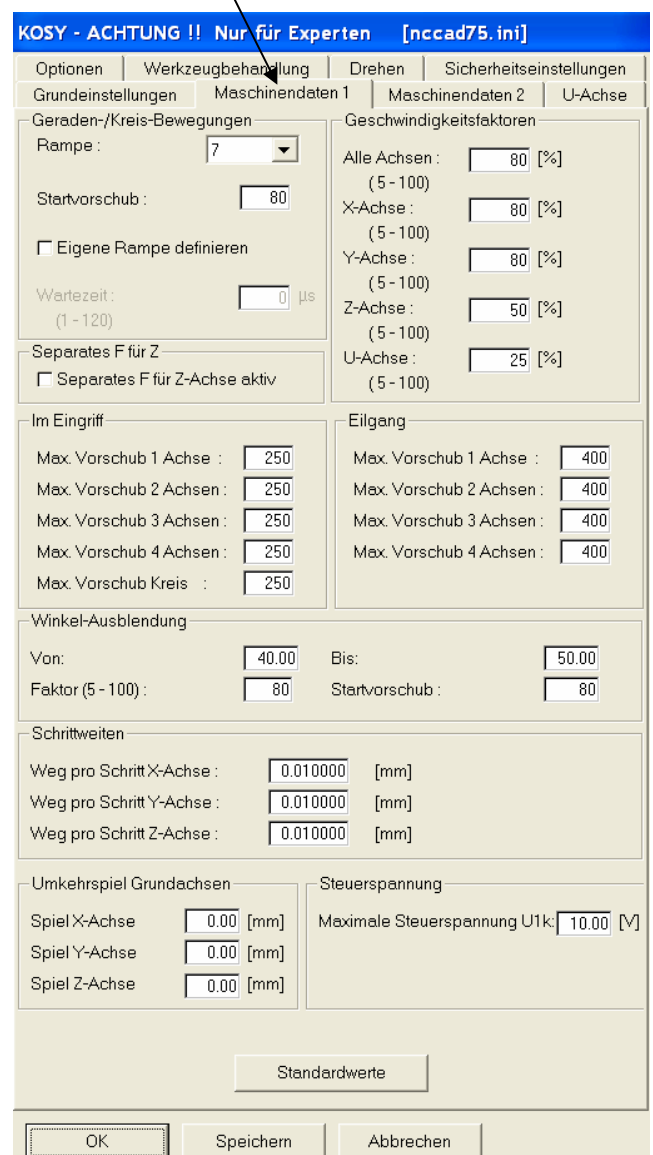 KOSY - ACHTUNG !! Nur für Experten [nccad75.ini]
Optionen Werkzeugbehandlung Drehen Sicherheitseinstellungen
Grundeinstellungen Maschinendaten 1 Maschinendaten 2 U-Achse
Geraden-/Kreis-Bewegungen
Rampe : 7
Startvorschub : 80
Eigene Rampe definieren
Wartezeit : 0 µs
(1 - 120)
Separates F für Z
Separates F für Z-Achse aktiv
Geschwindigkeitsfaktoren
Alle Achsen : 80 [%]
(5 - 100)
X-Achse : 80 [%]
(5 - 100)
Y-Achse : 80 [%]
(5 - 100)
Z-Achse : 50 [%]
(5 - 100)
U-Achse : 25 [%]
(5 - 100)
Im Eingriff
Max. Vorschub 1 Achse : 250
Max. Vorschub 2 Achsen : 250
Max. Vorschub 3 Achsen : 250
Max. Vorschub 4 Achsen : 250
Max. Vorschub Kreis : 250
Eilgang
Max. Vorschub 1 Achse : 400
Max. Vorschub 2 Achsen : 400
Max. Vorschub 3 Achsen : 400
Max. Vorschub 4 Achsen : 400
Winkel-Ausblendung
Von: 40.00 Bis: 50.00
Faktor (5 - 100) : 80 Startvorschub : 80
Schrittweiten
Weg pro Schritt X-Achse : 0.010000 [mm]
Weg pro Schritt Y-Achse : 0.010000 [mm]
Weg pro Schritt Z-Achse : 0.010000 [mm]
Umkehrspiel Grundachsen
Spiel X-Achse 0.00 [mm]
Spiel Y-Achse 0.00 [mm]
Spiel Z-Achse 0.00 [mm]
Steuerspannung
Maximale Steuerspannung U1k: 10.00 [V]
Standardwerte
OK Speichern Abbrechen